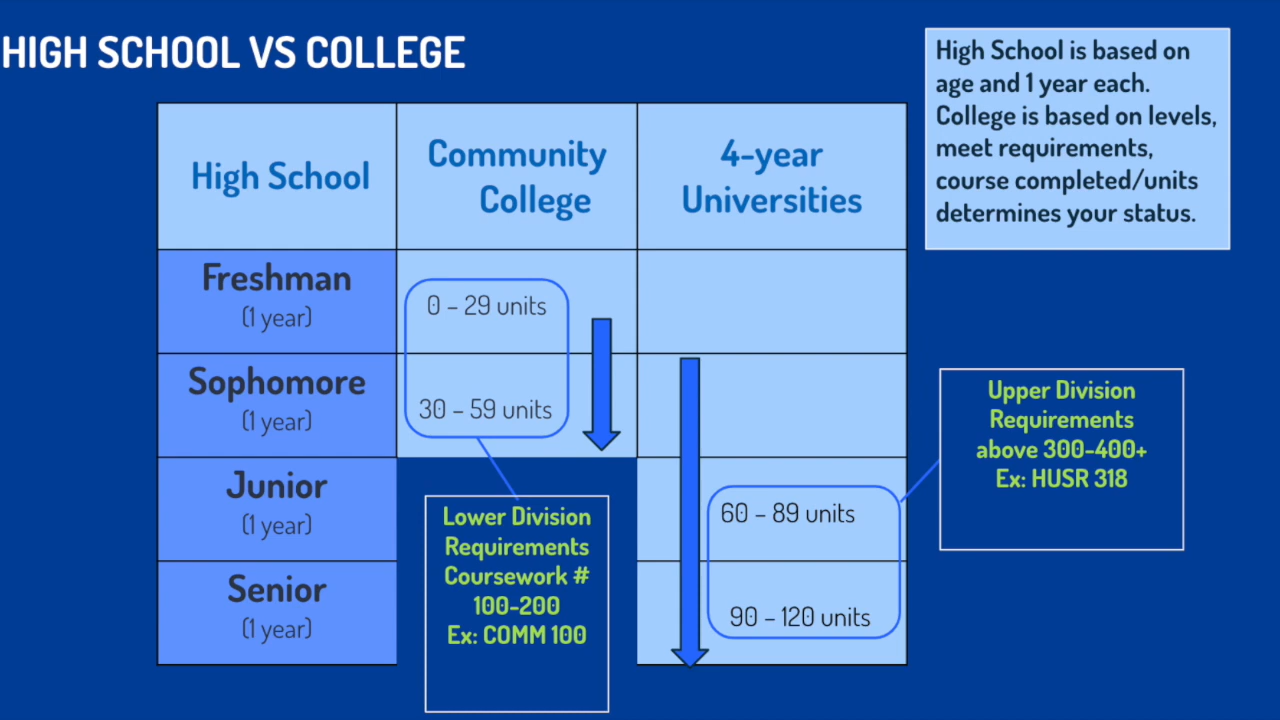 HIGH SCHOOL VS COLLEGE
High School is based on
age and 1 year each.
College is based on levels,
meet requirements,
course completed/units
determines your status.
High School
Community
College
4-year
Universities
Freshman
(1 year)
0 – 29 units
Sophomore
(1 year)
30 – 59 units
Junior
(1 year)
60 – 89 units
Senior
(1 year)
90 – 120 units
Lower Division
Requirements
Coursework #
100-200
Ex: COMM 100
Upper Division
Requirements
above 300-400+
Ex: HUSR 318